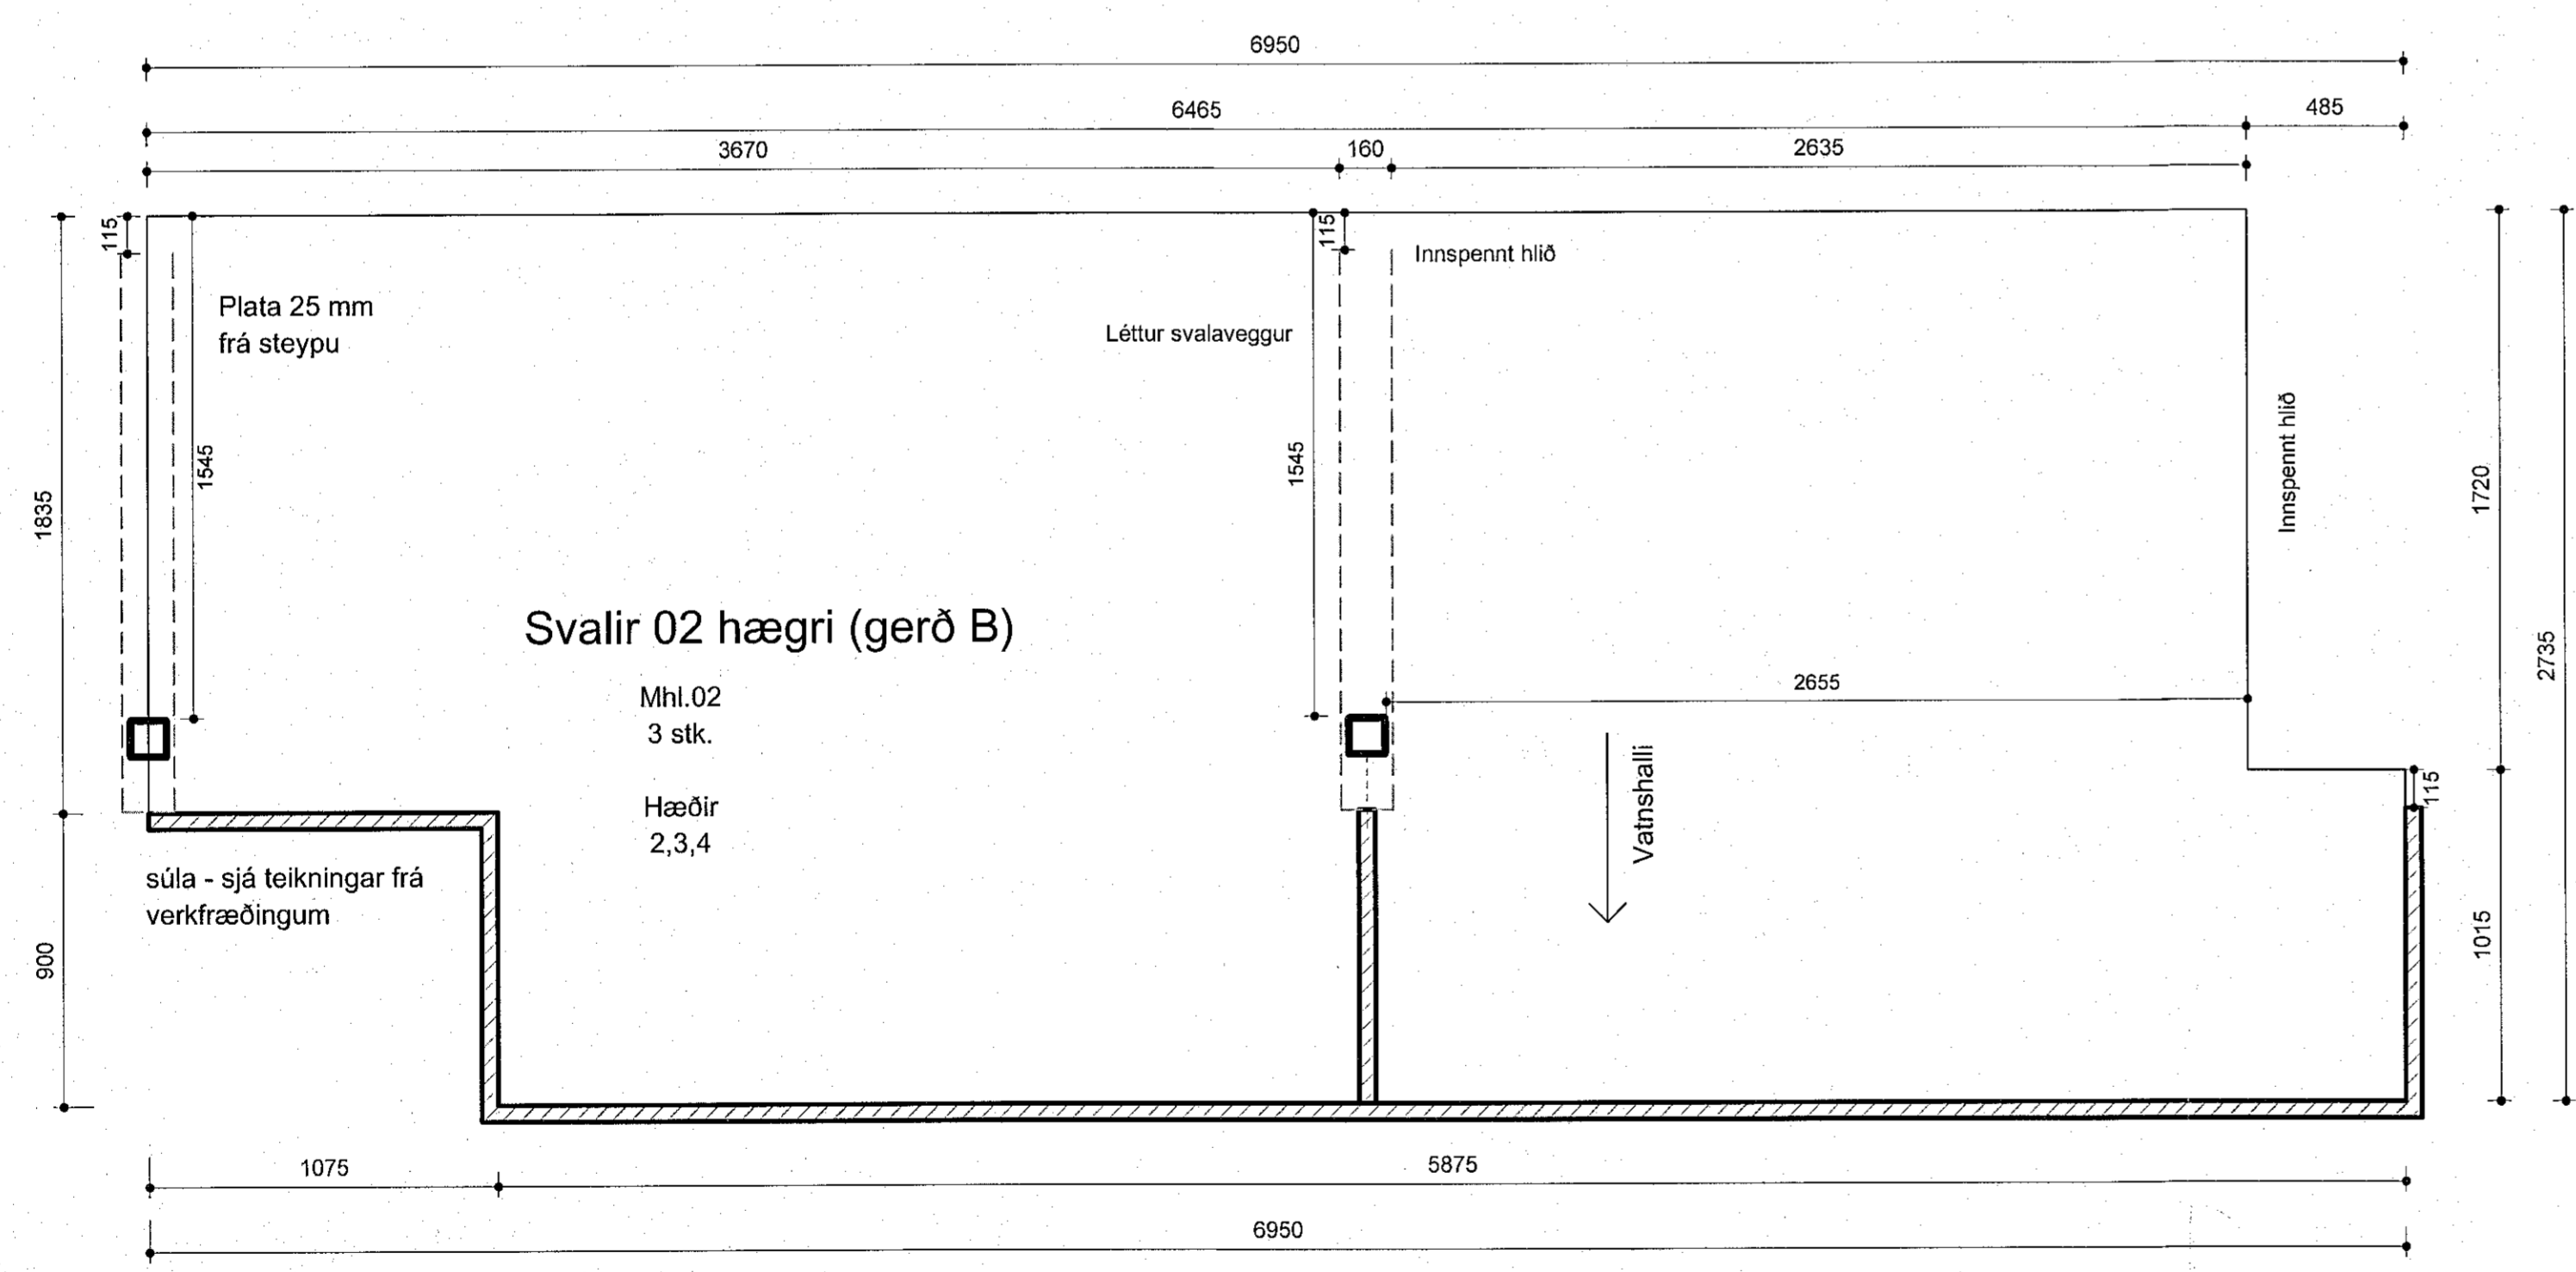 6950
6465
485
3670
160
2635
115
115
Innspennt hlið
Plata 25 mm
frá steypu
Léttur svalaveggur
1545
1545
1835
Innspennt hlið
1720
2735
Svalir 02 hægri (gerð B)
Mhl.02
3 stk.
2655
Hæðir
2,3,4
Vatnshalli
115
súla - sjá teikningar frá
verkfræðingum
900
1015
1075
5875
6950